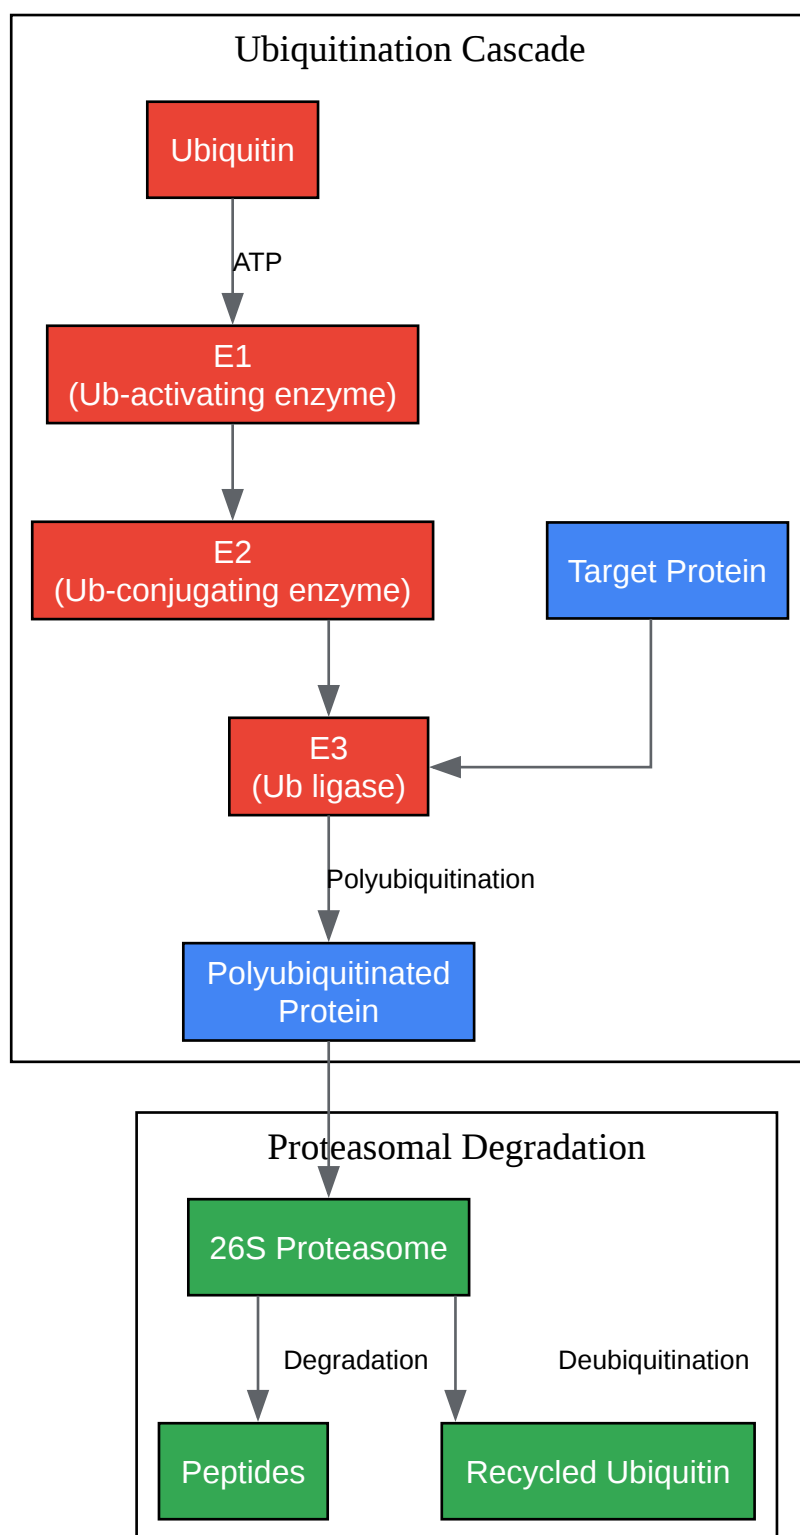 Ubiquitination Cascade
Ubiquitin
ATP
E1
(Ub-activating enzyme)
E2
(Ub-conjugating enzyme)
Target Protein
E3
(Ub ligase)
Polyubiquitination
Polyubiquitinated
Protein
Proteasomal Degradation
26S Proteasome
Degradation
Deubiquitination
Peptides
Recycled Ubiquitin